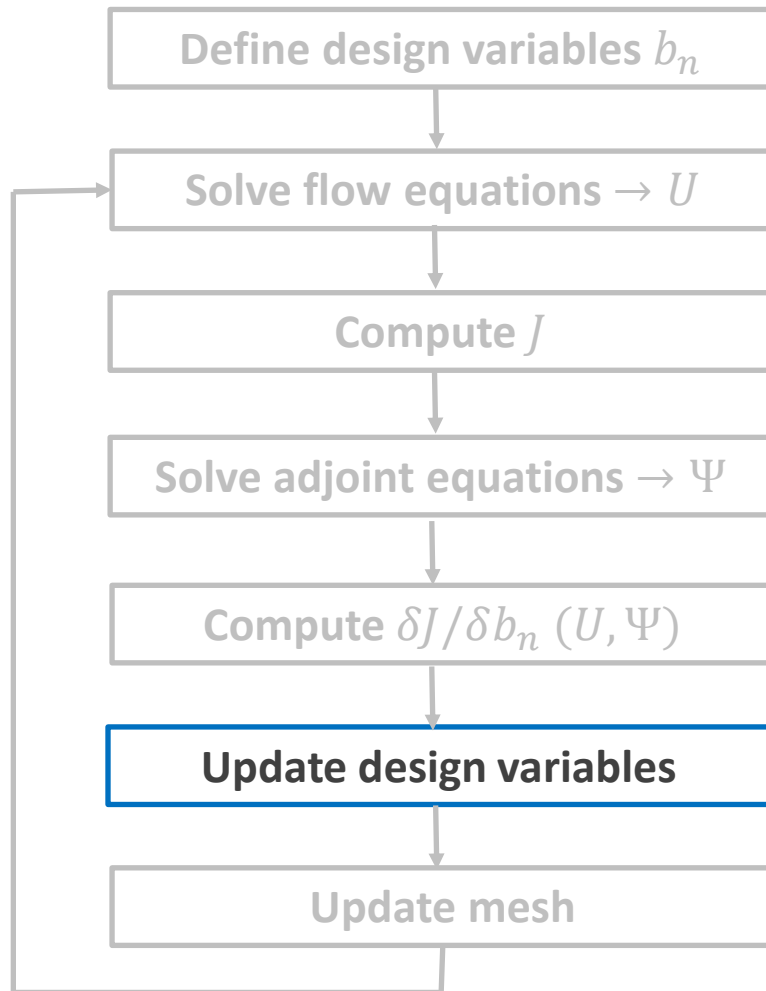 Define design variables bₙ
Solve flow equations → U
Compute J
Solve adjoint equations → Ψ
Compute δJ/δbₙ (U, Ψ)
Update design variables
Update mesh